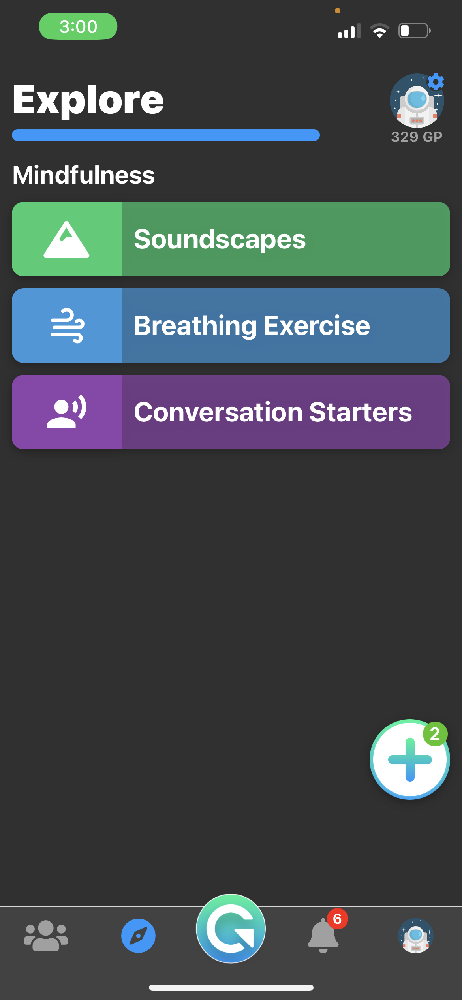 3:00
Explore
329 GP
Mindfulness
Soundscapes
Breathing Exercise
Conversation Starters
2
6